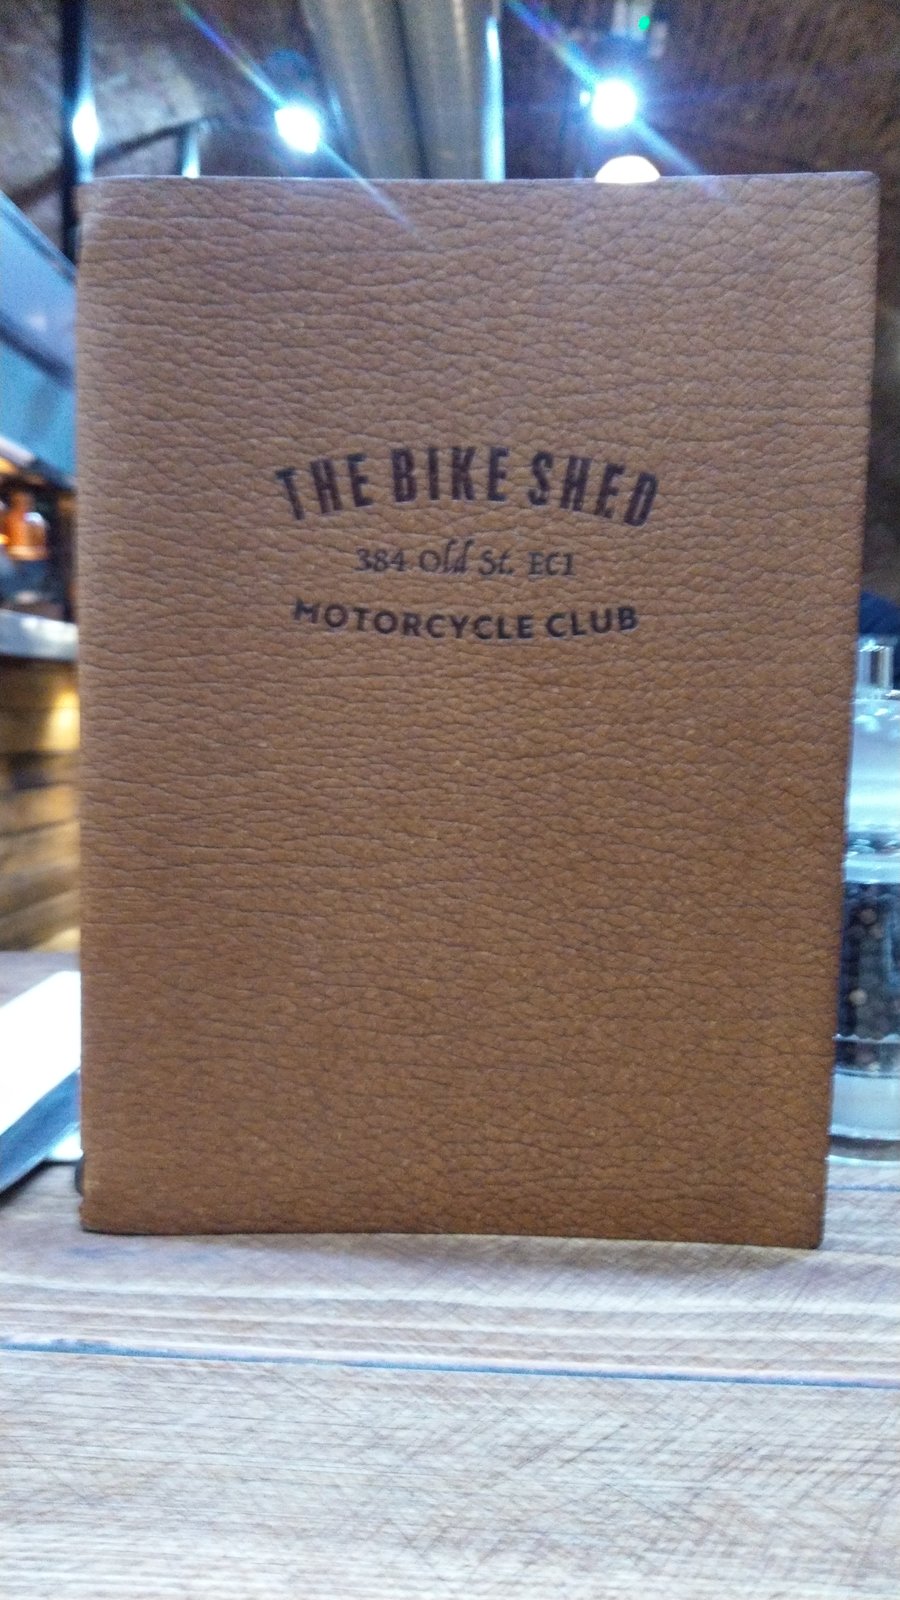 THE BIKE SHED
384 Old St. EC1
MOTORCYCLE CLUB